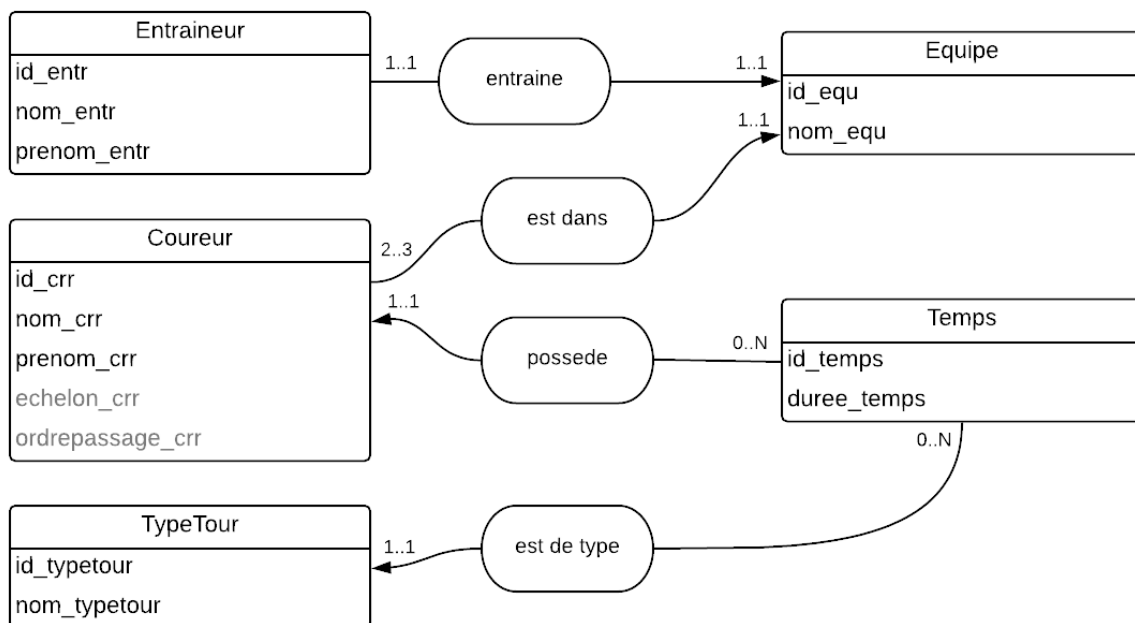 Entraineur
id_entr
nom_entr
prenom_entr
1..1
entraine
1..1
Equipe
id_equ
nom_equ
1..1
est dans
2..3
Coureur
id_crr
nom_crr
prenom_crr
echelon_crr
ordrepassage_crr
1..1
possede
0..N
Temps
id_temps
duree_temps
0..N
est de type
1..1
TypeTour
id_typetour
nom_typetour